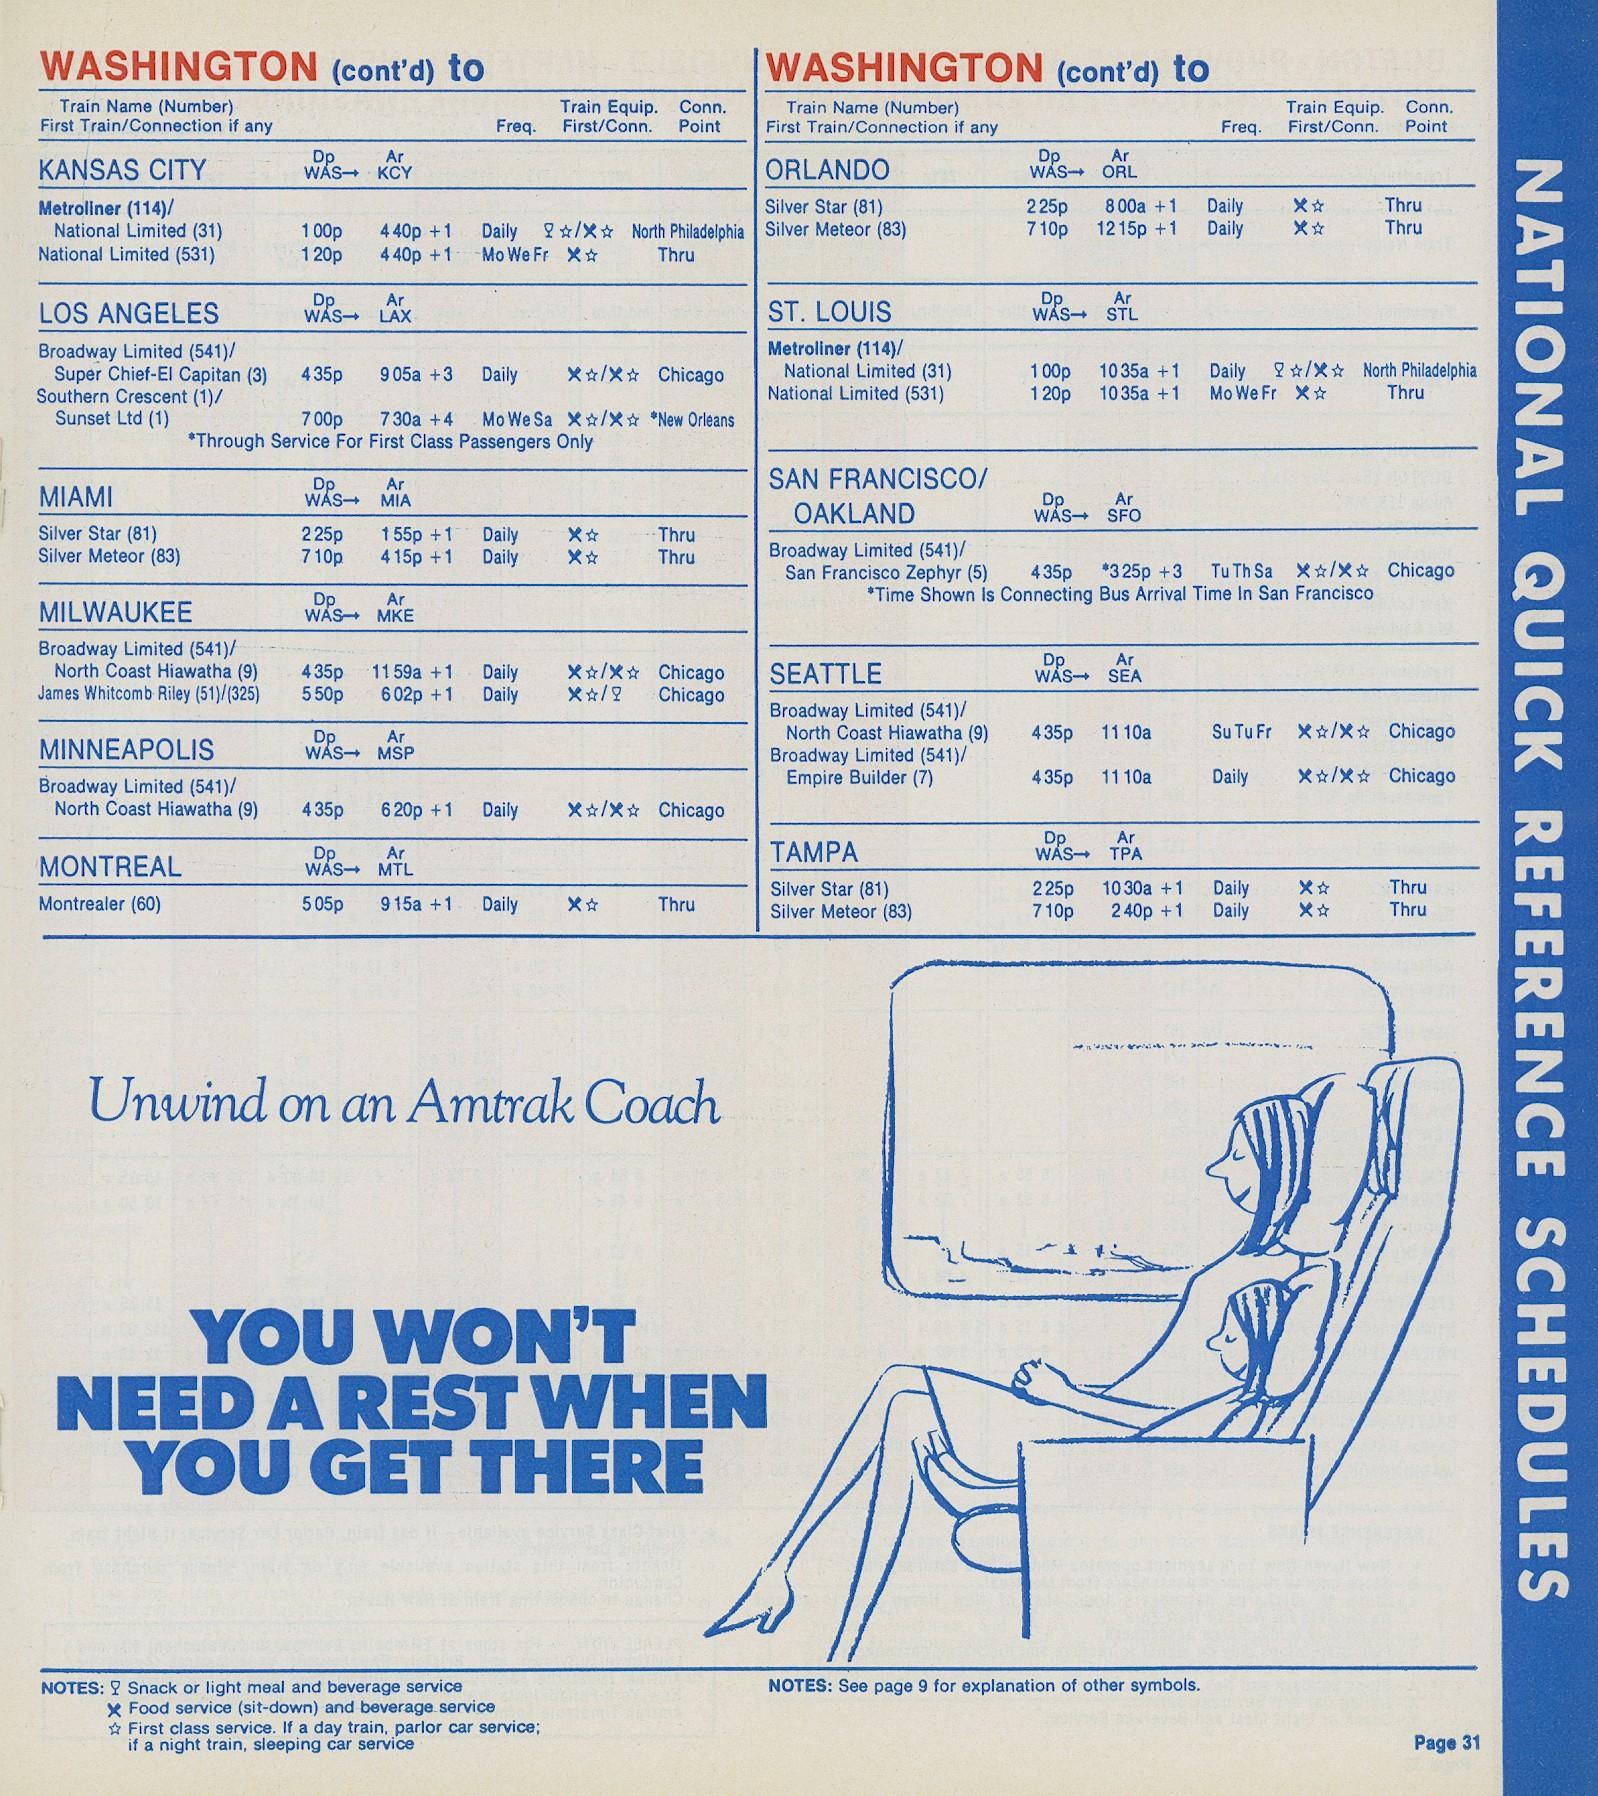 WASHINGTON (cont'd) to
Train Name (Number) Train Equip. Conn.
First Train/Connection if any Freq. First/Conn. Point
KANSAS CITY Dp WAS→ Ar KCY
Metroliner (114)/
National Limited (31) 1 00p 4 40p +1 Daily 🍷☆/✕☆ North Philadelphia
National Limited (531) 1 20p 4 40p +1 Mo We Fr ✕☆ Thru
LOS ANGELES Dp WAS→ Ar LAX
Broadway Limited (541)/
Super Chief-El Capitan (3) 4 35p 9 05a +3 Daily ✕☆/✕☆ Chicago
Southern Crescent (1)/
Sunset Ltd (1) 7 00p 7 30a +4 Mo We Sa ✕☆/✕☆ *New Orleans
*Through Service For First Class Passengers Only
MIAMI Dp WAS→ Ar MIA
Silver Star (81) 2 25p 1 55p +1 Daily ✕☆ Thru
Silver Meteor (83) 7 10p 4 15p +1 Daily ✕☆ Thru
MILWAUKEE Dp WAS→ Ar MKE
Broadway Limited (541)/
North Coast Hiawatha (9) 4 35p 11 59a +1 Daily ✕☆/✕☆ Chicago
James Whitcomb Riley (51)/(325) 5 50p 6 02p +1 Daily ✕☆/🍷 Chicago
MINNEAPOLIS Dp WAS→ Ar MSP
Broadway Limited (541)/
North Coast Hiawatha (9) 4 35p 6 20p +1 Daily ✕☆/✕☆ Chicago
MONTREAL Dp WAS→ Ar MTL
Montrealer (60) 5 05p 9 15a +1 Daily ✕☆ Thru
WASHINGTON (cont'd) to
Train Name (Number) Train Equip. Conn.
First Train/Connection if any Freq. First/Conn. Point
ORLANDO Dp WAS→ Ar ORL
Silver Star (81) 2 25p 8 00a +1 Daily ✕☆ Thru
Silver Meteor (83) 7 10p 12 15p +1 Daily ✕☆ Thru
ST. LOUIS Dp WAS→ Ar STL
Metroliner (114)/
National Limited (31) 1 00p 10 35a +1 Daily 🍷☆/✕☆ North Philadelphia
National Limited (531) 1 20p 10 35a +1 Mo We Fr ✕☆ Thru
SAN FRANCISCO/
OAKLAND Dp WAS→ Ar SFO
Broadway Limited (541)/
San Francisco Zephyr (5) 4 35p *3 25p +3 Tu Th Sa ✕☆/✕☆ Chicago
*Time Shown Is Connecting Bus Arrival Time In San Francisco
SEATTLE Dp WAS→ Ar SEA
Broadway Limited (541)/
North Coast Hiawatha (9) 4 35p 11 10a Su Tu Fr ✕☆/✕☆ Chicago
Broadway Limited (541)/
Empire Builder (7) 4 35p 11 10a Daily ✕☆/✕☆ Chicago
TAMPA Dp WAS→ Ar TPA
Silver Star (81) 2 25p 10 30a +1 Daily ✕☆ Thru
Silver Meteor (83) 7 10p 2 40p +1 Daily ✕☆ Thru
NATIONAL QUICK REFERENCE SCHEDULES
Unwind on an Amtrak Coach
YOU WON'T
NEED A REST WHEN
YOU GET THERE
NOTES: 🍷 Snack or light meal and beverage service
✕ Food service (sit-down) and beverage service
☆ First class service. If a day train, parlor car service;
if a night train, sleeping car service
NOTES: See page 9 for explanation of other symbols.
Page 31